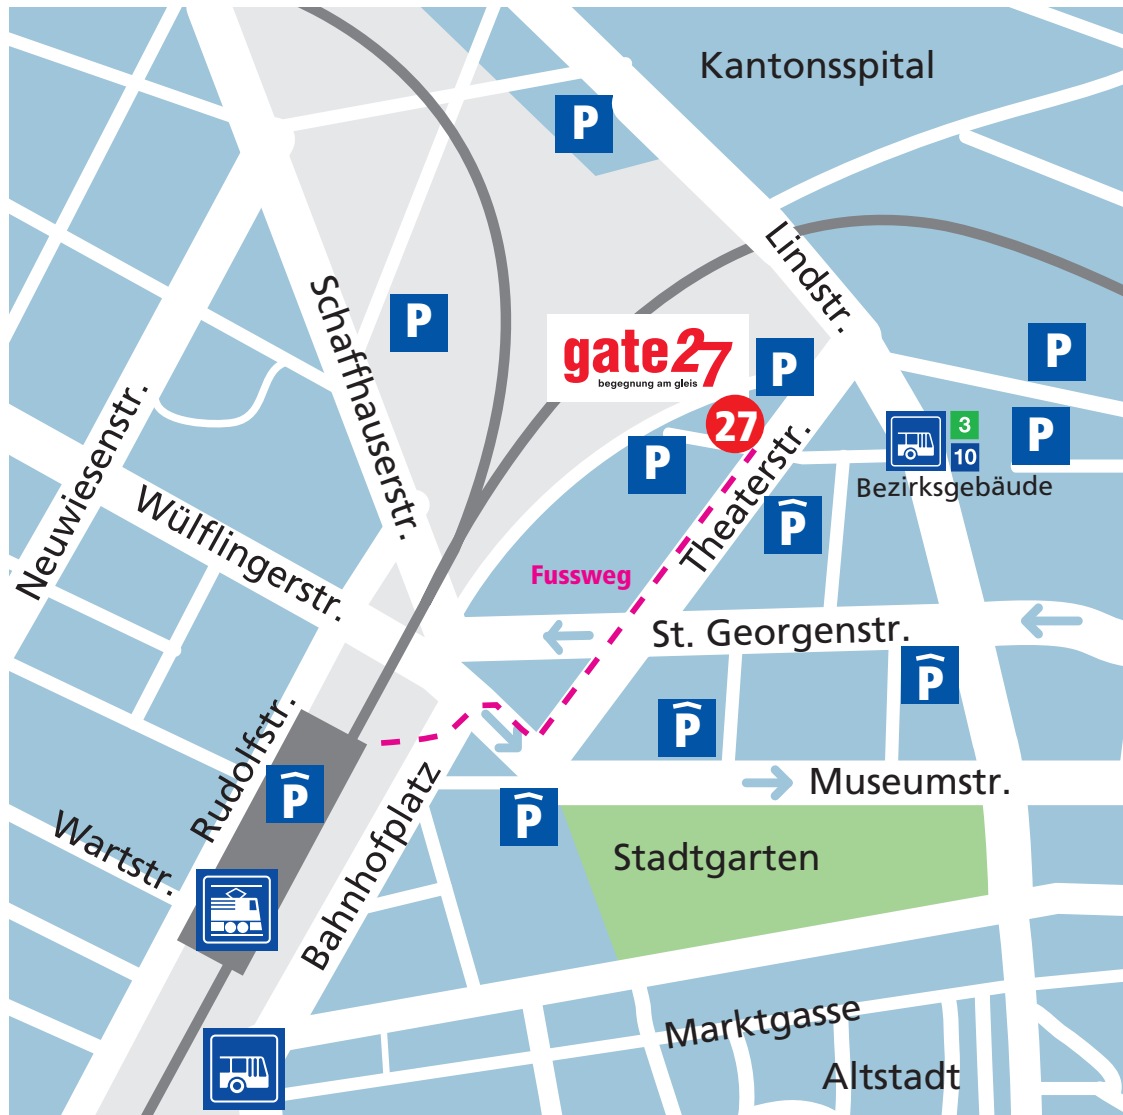 Kantonsspital
P
Lindstr.
Schaffhauserstr.
P
gate27
begegnung am gleis
P
P
27
3
10
P
P
Bezirksgebäude
Neuwiesenstr.
Wülflingerstr.
Theaterstr.
P
Fussweg
St. Georgenstr.
P
P
Rudolfstr.
P
Museumstr.
P
Bahnhofplatz
Wartstr.
Stadtgarten
Marktgasse
Altstadt